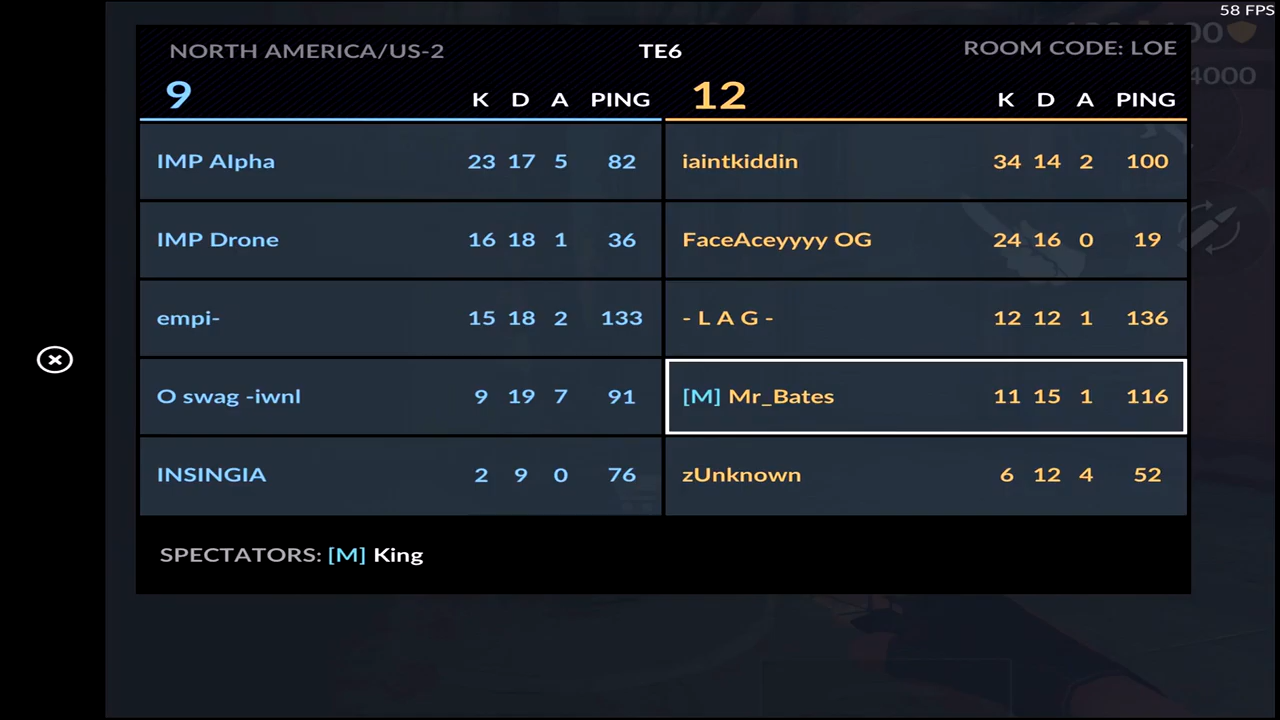 58 FPS
NORTH AMERICA/US-2 TE6 ROOM CODE: LOE
9 K D A PING 12 K D A PING
IMP Alpha 23 17 5 82 iaintkiddin 34 14 2 100
IMP Drone 16 18 1 36 FaceAceyyyy OG 24 16 0 19
empi- 15 18 2 133 - L A G - 12 12 1 136
O swag -iwnl 9 19 7 91 [M] Mr_Bates 11 15 1 116
INSINGIA 2 9 0 76 zUnknown 6 12 4 52
SPECTATORS: [M] King